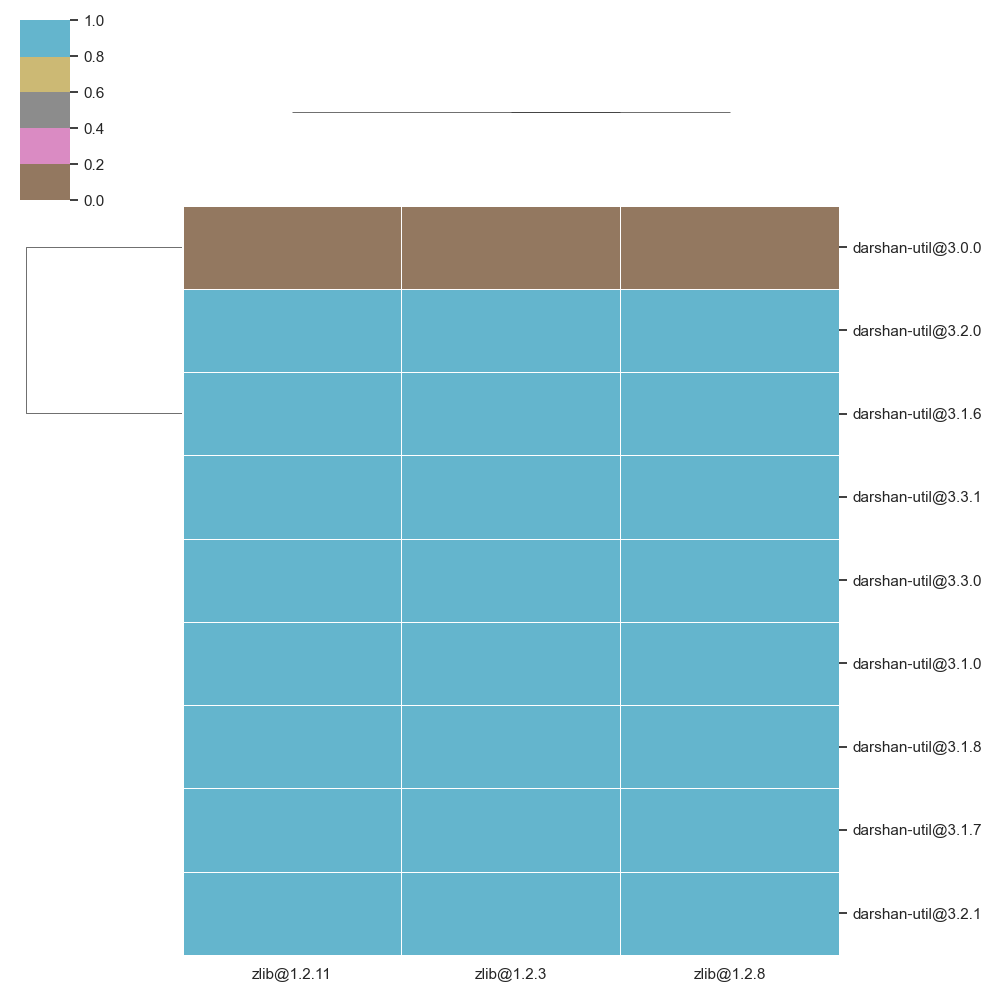 1.0
0.8
0.6
0.4
0.2
0.0
darshan-util@3.0.0
darshan-util@3.2.0
darshan-util@3.1.6
darshan-util@3.3.1
darshan-util@3.3.0
darshan-util@3.1.0
darshan-util@3.1.8
darshan-util@3.1.7
darshan-util@3.2.1
zlib@1.2.11 zlib@1.2.3 zlib@1.2.8